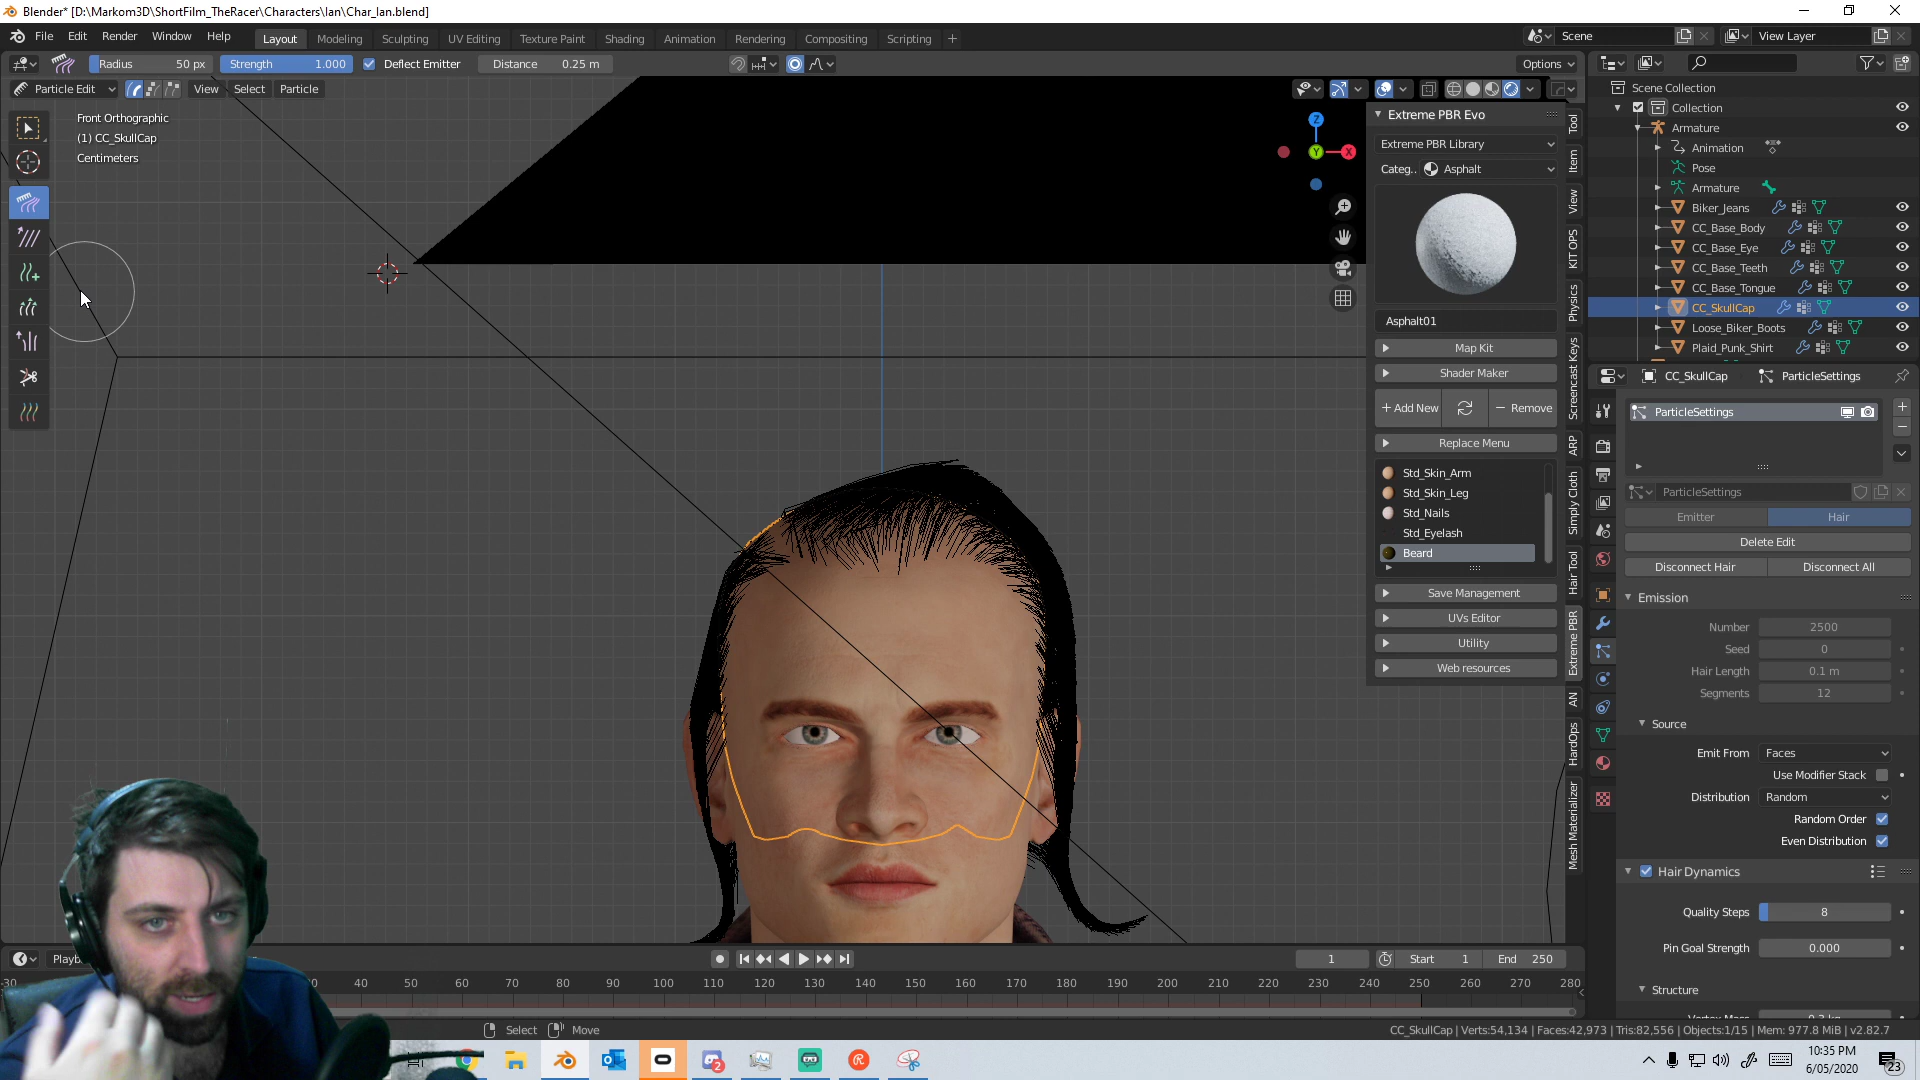 Blender* [D:\Markom3D\ShortFilm_TheRacer\Characters\Ian\Char_Ian.blend]
File Edit Render Window Help
Layout Modeling Sculpting UV Editing Texture Paint Shading Animation Rendering Compositing Scripting
Scene View Layer
Radius 50 px Strength 1.000 Deflect Emitter Distance 0.25 m
Options
Particle Edit View Select Particle
Front Orthographic
(1) CC_SkullCap
Centimeters
Z
Y X
Extreme PBR Evo
Extreme PBR Library
Categ.. Asphalt
Asphalt01
Map Kit
Shader Maker
Add New Remove
Replace Menu
Std_Skin_Arm
Std_Skin_Leg
Std_Nails
Std_Eyelash
Beard
Save Management
UVs Editor
Utility
Web resources
Tool
Item
View
KIT OPS
Physics
Screencast Keys
ARP
Simply Cloth
Hair Tool
Extreme PBR
AN
HardOps
Mesh Materializer
Scene Collection
Collection
Armature
Animation
Pose
Armature
Biker_Jeans
CC_Base_Body
CC_Base_Eye
CC_Base_Teeth
CC_Base_Tongue
CC_SkullCap
Loose_Biker_Boots
Plaid_Punk_Shirt
CC_SkullCap ParticleSettings
ParticleSettings
ParticleSettings
Emitter Hair
Delete Edit
Disconnect Hair Disconnect All
Emission
Number 2500
Seed 0
Hair Length 0.1 m
Segments 12
Source
Emit From Faces
Use Modifier Stack
Distribution Random
Random Order
Even Distribution
Hair Dynamics
Quality Steps 8
Pin Goal Strength 0.000
Structure
1 Start 1 End 250
-30 40 50 60 70 80 90 100 110 120 130 140 150 160 170 180 190 200 210 220 230 240 250 260 270 280
Select Move
CC_SkullCap | Verts:54,134 | Faces:42,973 | Tris:82,556 | Objects:1/15 | Mem: 977.8 MiB | v2.82.7
2
10:35 PM
6/05/2020
23